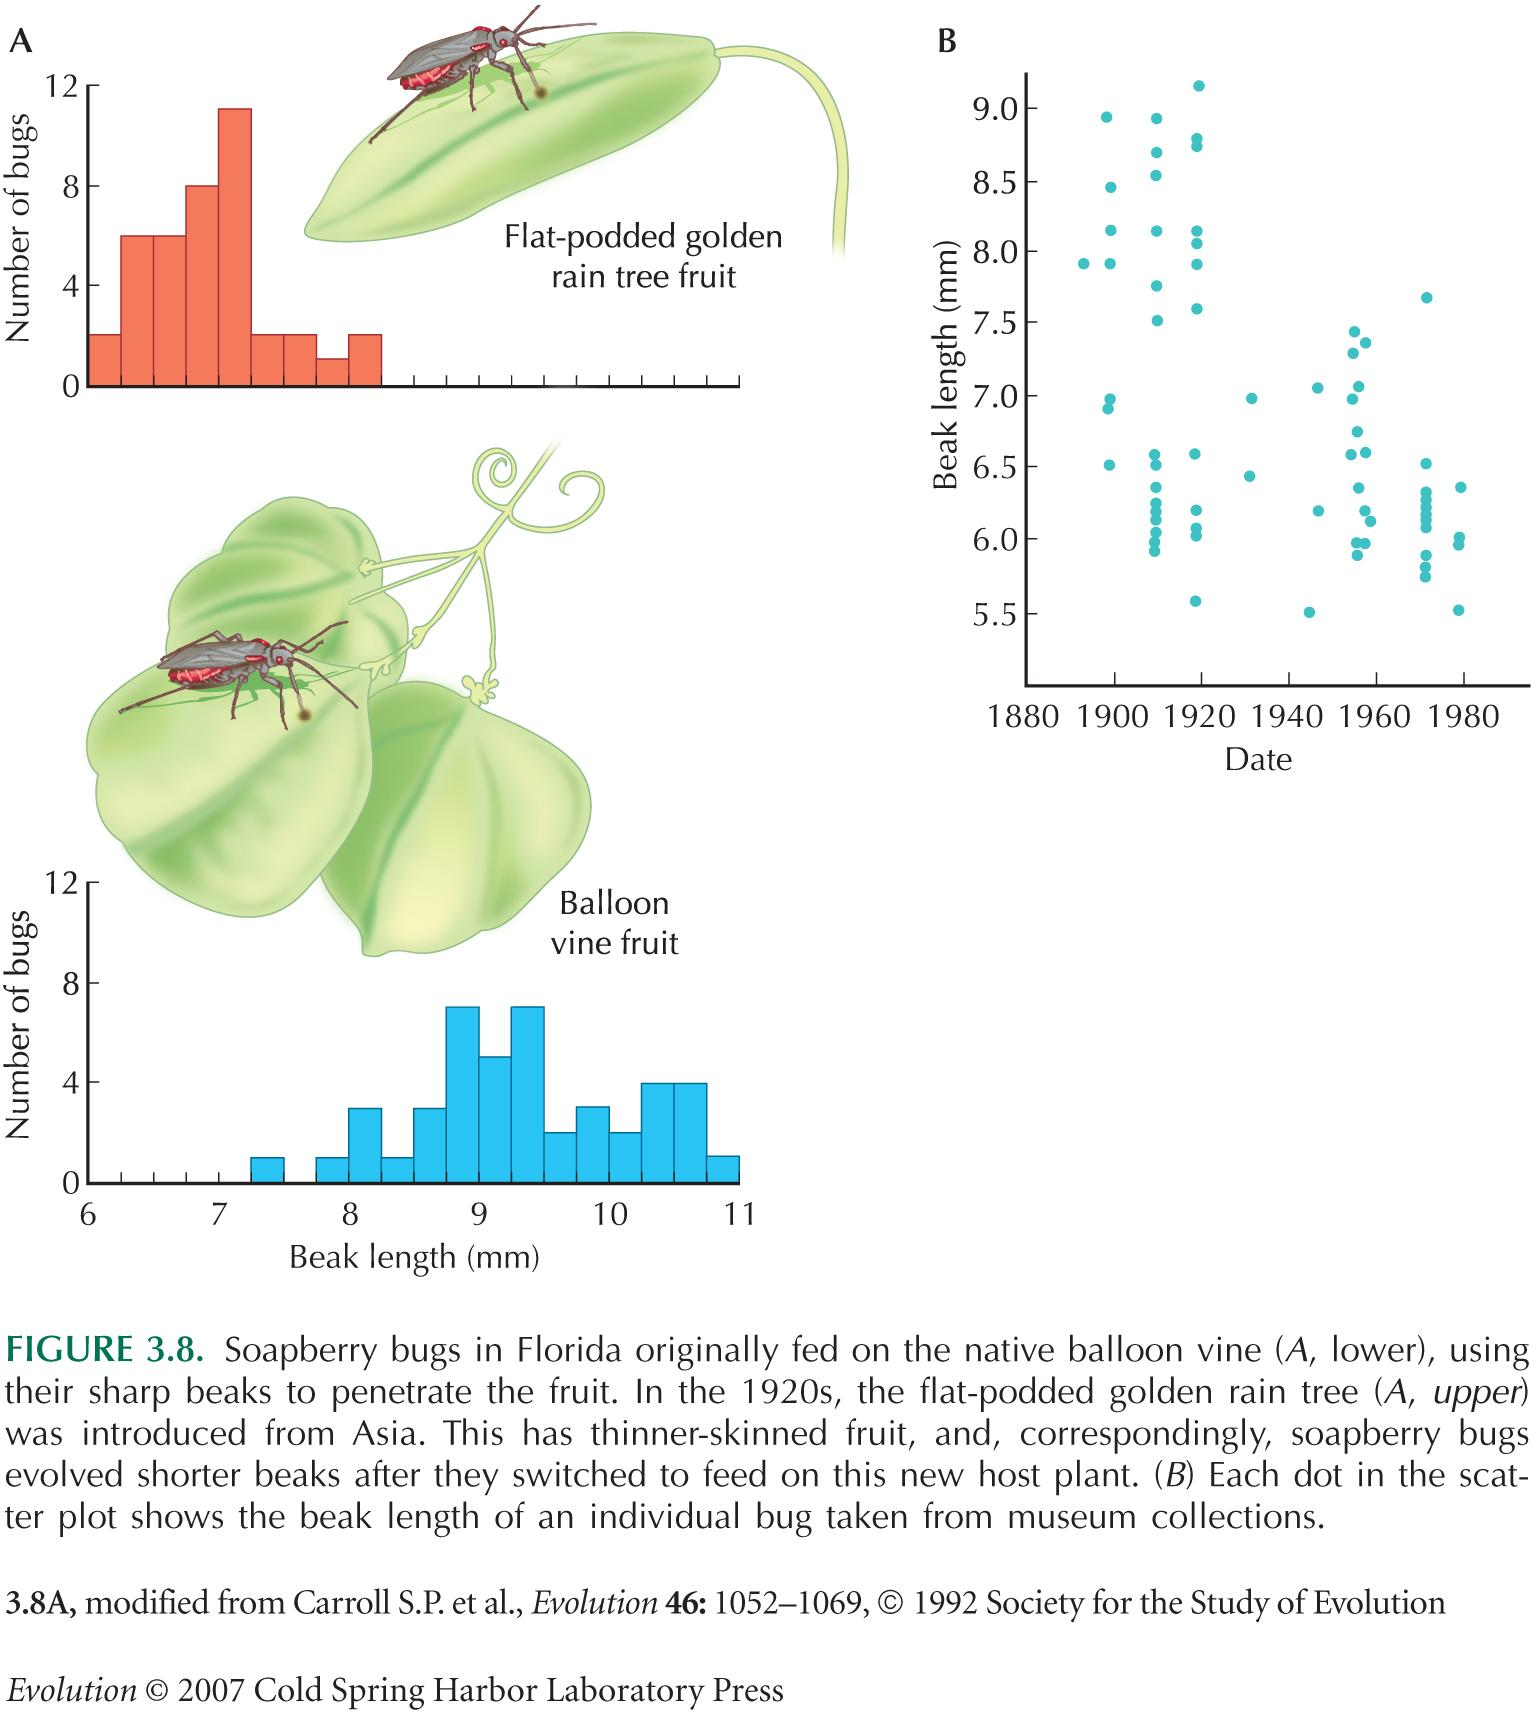 A
Number of bugs
12
8
4
0
Flat-podded golden
rain tree fruit
Number of bugs
12
8
4
0
Balloon
vine fruit
6 7 8 9 10 11
Beak length (mm)
B
Beak length (mm)
9.0
8.5
8.0
7.5
7.0
6.5
6.0
5.5
1880 1900 1920 1940 1960 1980
Date
FIGURE 3.8. Soapberry bugs in Florida originally fed on the native balloon vine (A, lower), using
their sharp beaks to penetrate the fruit. In the 1920s, the flat-podded golden rain tree (A, upper)
was introduced from Asia. This has thinner-skinned fruit, and, correspondingly, soapberry bugs
evolved shorter beaks after they switched to feed on this new host plant. (B) Each dot in the scat-
ter plot shows the beak length of an individual bug taken from museum collections.
3.8A, modified from Carroll S.P. et al., Evolution 46: 1052–1069, © 1992 Society for the Study of Evolution
Evolution © 2007 Cold Spring Harbor Laboratory Press